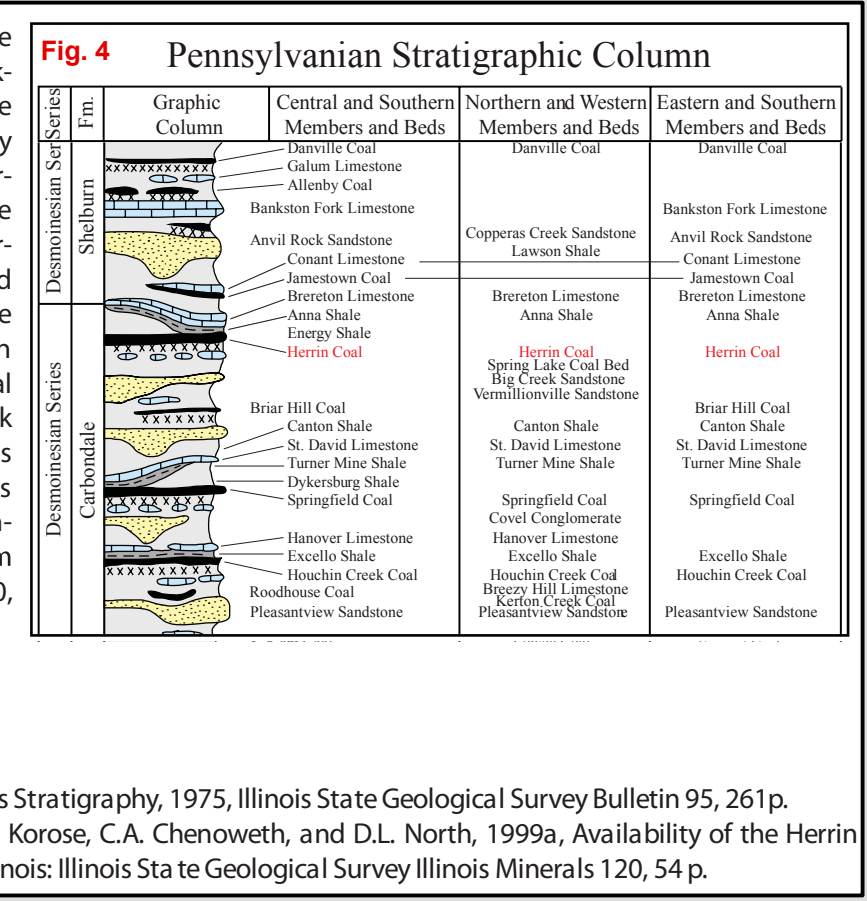 Fig. 4
Pennsylvanian Stratigraphic Column
Series
Fm.
Graphic
Column
Central and Southern
Members and Beds
Northern and Western
Members and Beds
Eastern and Southern
Members and Beds
Desmoinesian Series
Shelburn
Desmoinesian Series
Carbondale
Danville Coal
Galum Limestone
Allenby Coal
Bankston Fork Limestone
Anvil Rock Sandstone
Conant Limestone
Jamestown Coal
Brereton Limestone
Anna Shale
Energy Shale
Herrin Coal
Briar Hill Coal
Canton Shale
St. David Limestone
Turner Mine Shale
Dykersburg Shale
Springfield Coal
Hanover Limestone
Excello Shale
Houchin Creek Coal
Roodhouse Coal
Pleasantview Sandstone
Danville Coal
Copperas Creek Sandstone
Lawson Shale
Brereton Limestone
Anna Shale
Herrin Coal
Spring Lake Coal Bed
Big Creek Sandstone
Vermillionville Sandstone
Canton Shale
St. David Limestone
Turner Mine Shale
Springfield Coal
Covel Conglomerate
Hanover Limestone
Excello Shale
Houchin Creek Coal
Breezy Hill Limestone
Kerton Creek Coal
Pleasantview Sandstone
Danville Coal
Bankston Fork Limestone
Anvil Rock Sandstone
Conant Limestone
Jamestown Coal
Brereton Limestone
Anna Shale
Herrin Coal
Briar Hill Coal
Canton Shale
St. David Limestone
Turner Mine Shale
Springfield Coal
Excello Shale
Houchin Creek Coal
Pleasantview Sandstone
s Stratigraphy, 1975, Illinois State Geological Survey Bulletin 95, 261p.
Korose, C.A. Chenoweth, and D.L. North, 1999a, Availability of the Herrin
nois: Illinois State Geological Survey Illinois Minerals 120, 54 p.